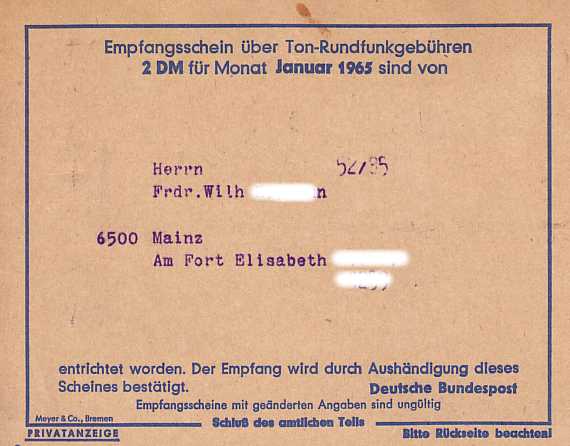 Empfangsschein über Ton-Rundfunkgebühren
2 DM für Monat Januar 1965 sind von
Herrn 52/85
Frdr.Wilh n
6500 Mainz
Am Fort Elisabeth
entrichtet worden. Der Empfang wird durch Aushändigung dieses
Scheines bestätigt. Deutsche Bundespost
Empfangsscheine mit geänderten Angaben sind ungültig
Meyer & Co., Bremen
Schluß des amtlichen Teils
PRIVATANZEIGE Bitte Rückseite beachten!